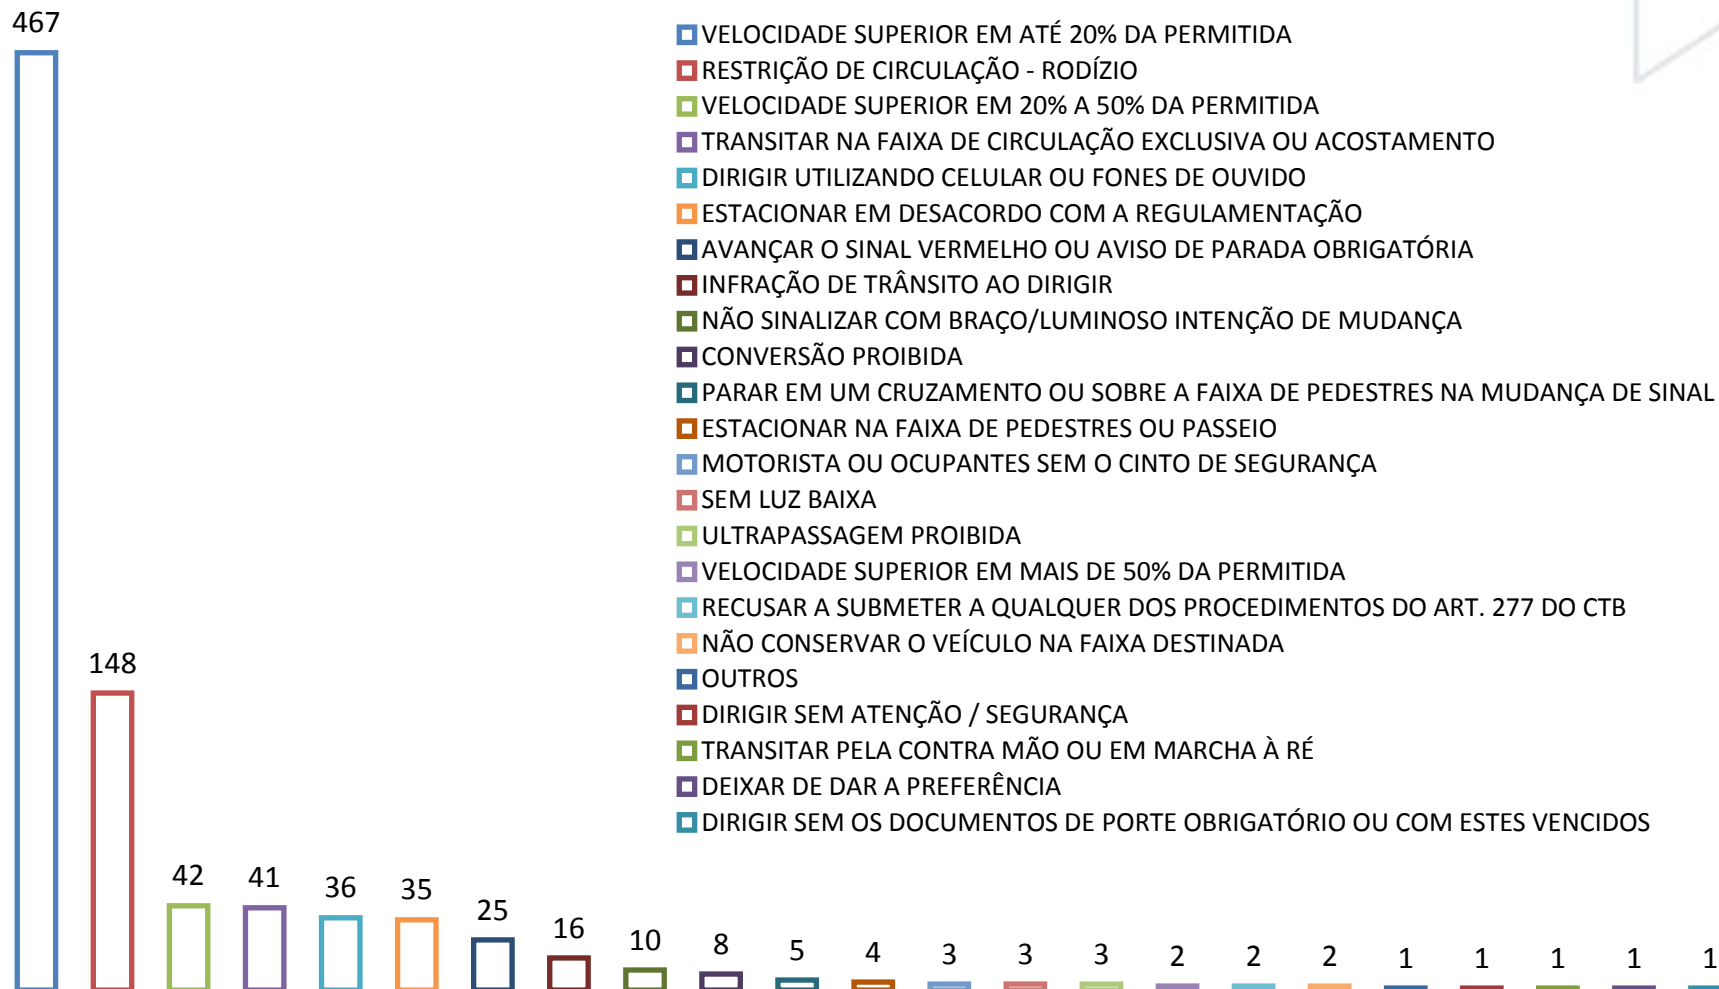 467
VELOCIDADE SUPERIOR EM ATÉ 20% DA PERMITIDA
RESTRIÇÃO DE CIRCULAÇÃO - RODÍZIO
VELOCIDADE SUPERIOR EM 20% A 50% DA PERMITIDA
TRANSITAR NA FAIXA DE CIRCULAÇÃO EXCLUSIVA OU ACOSTAMENTO
DIRIGIR UTILIZANDO CELULAR OU FONES DE OUVIDO
ESTACIONAR EM DESACORDO COM A REGULAMENTAÇÃO
AVANÇAR O SINAL VERMELHO OU AVISO DE PARADA OBRIGATÓRIA
INFRAÇÃO DE TRÂNSITO AO DIRIGIR
NÃO SINALIZAR COM BRAÇO/LUMINOSO INTENÇÃO DE MUDANÇA
CONVERSÃO PROIBIDA
PARAR EM UM CRUZAMENTO OU SOBRE A FAIXA DE PEDESTRES NA MUDANÇA DE SINAL
ESTACIONAR NA FAIXA DE PEDESTRES OU PASSEIO
MOTORISTA OU OCUPANTES SEM O CINTO DE SEGURANÇA
SEM LUZ BAIXA
ULTRAPASSAGEM PROIBIDA
VELOCIDADE SUPERIOR EM MAIS DE 50% DA PERMITIDA
RECUSAR A SUBMETER A QUALQUER DOS PROCEDIMENTOS DO ART. 277 DO CTB
NÃO CONSERVAR O VEÍCULO NA FAIXA DESTINADA
OUTROS
DIRIGIR SEM ATENÇÃO / SEGURANÇA
TRANSITAR PELA CONTRA MÃO OU EM MARCHA À RÉ
DEIXAR DE DAR A PREFERÊNCIA
DIRIGIR SEM OS DOCUMENTOS DE PORTE OBRIGATÓRIO OU COM ESTES VENCIDOS
148
42 41 36 35 25 16 10 8 5 4 3 3 3 2 2 2 1 1 1 1 1